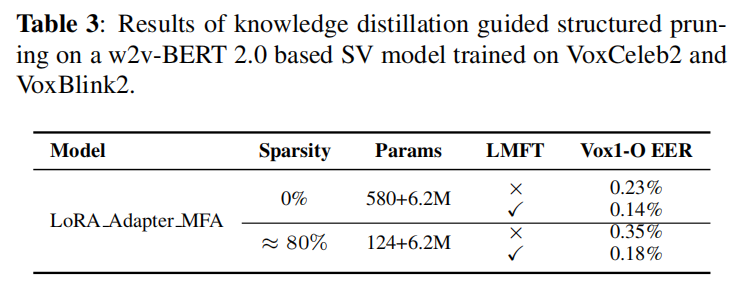 Table 3: Results of knowledge distillation guided structured prun-
ing on a w2v-BERT 2.0 based SV model trained on VoxCeleb2 and
VoxBlink2.
Model Sparsity Params LMFT Vox1-O EER
LoRA_Adapter_MFA 0% 580+6.2M × 0.23%
✓ 0.14%
≈ 80% 124+6.2M × 0.35%
✓ 0.18%